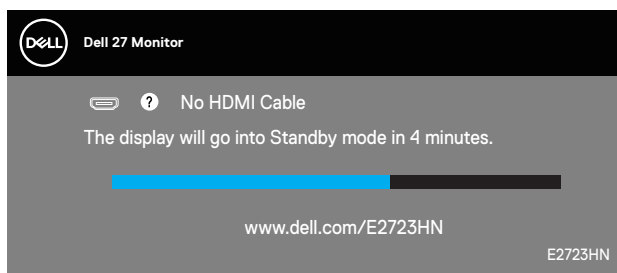 DELL
Dell 27 Monitor
? No HDMI Cable
The display will go into Standby mode in 4 minutes.
www.dell.com/E2723HN
E2723HN